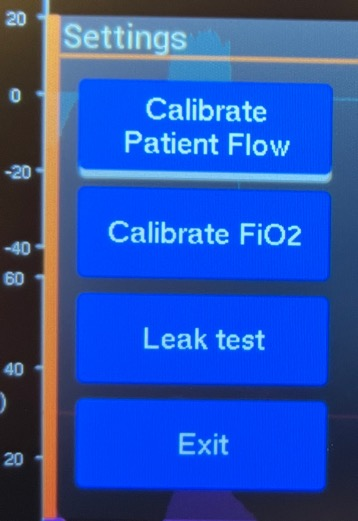 Settings
20
0
-20
-40
60
40
20
)
Calibrate
Patient Flow
Calibrate FiO2
Leak test
Exit